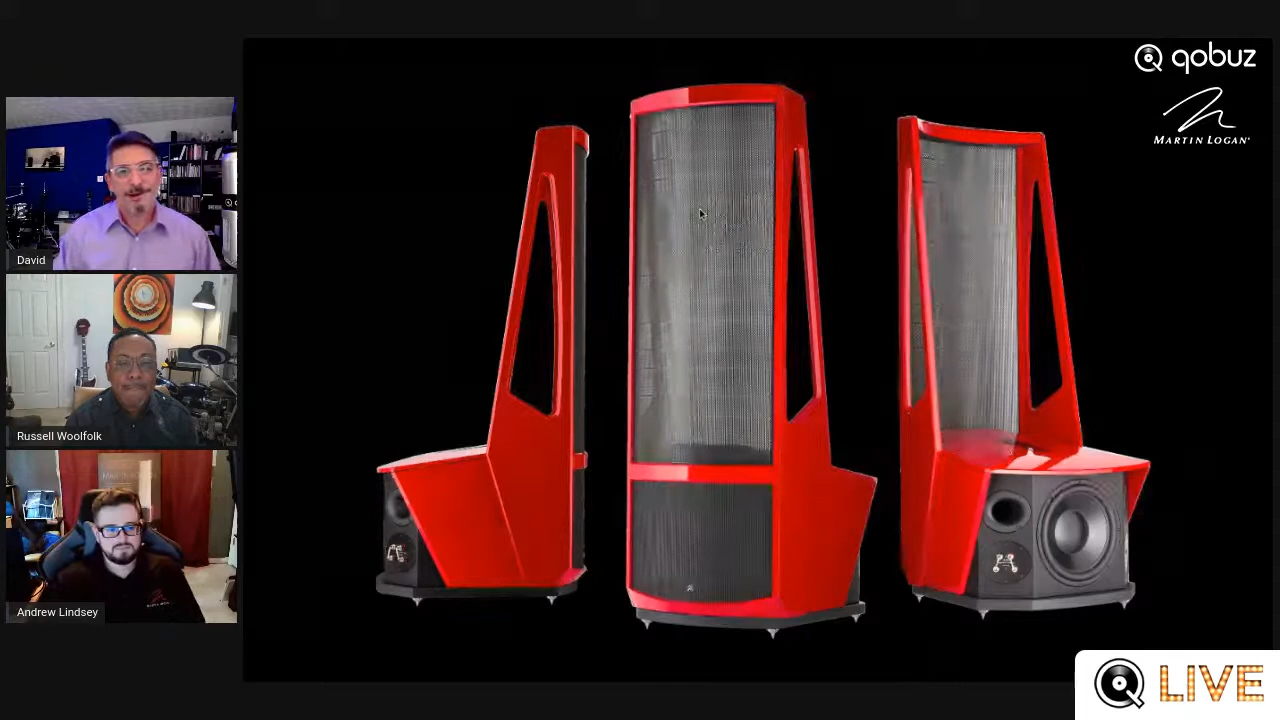 qobuz
MARTIN LOGAN
David
Russell Woolfolk
Andrew Lindsey
LIVE